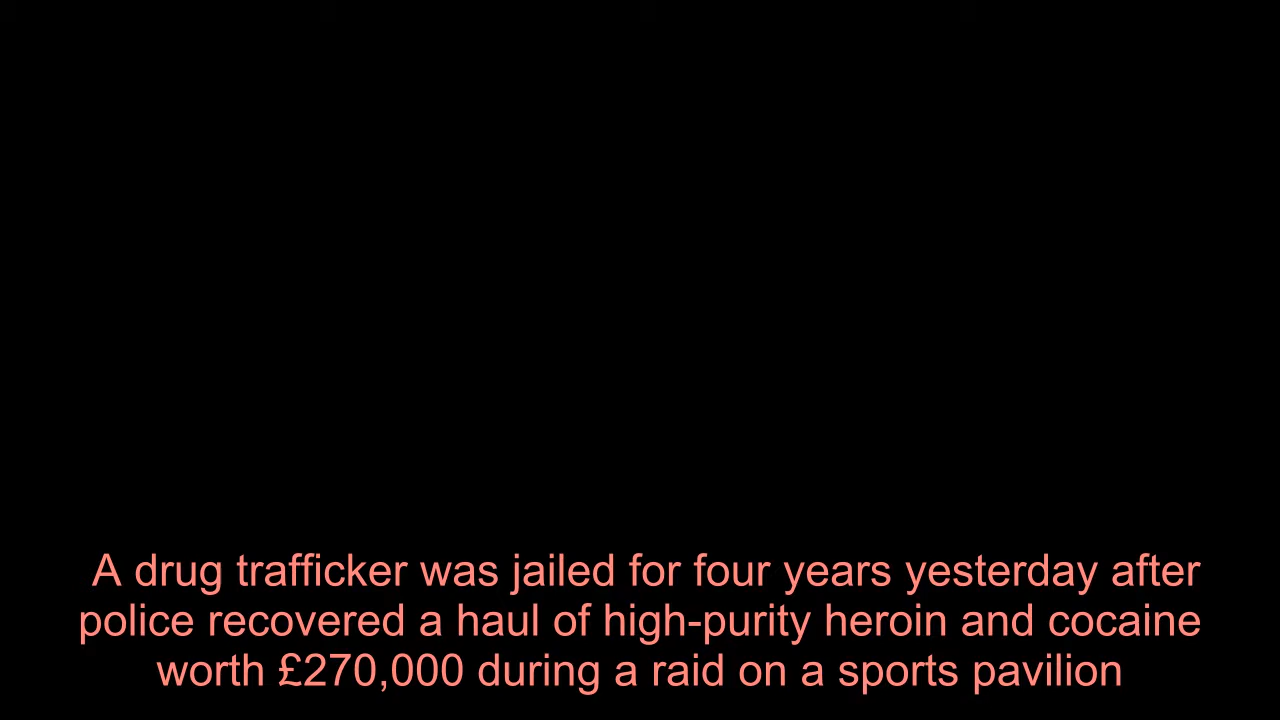 A drug trafficker was jailed for four years yesterday after
police recovered a haul of high-purity heroin and cocaine
worth £270,000 during a raid on a sports pavilion